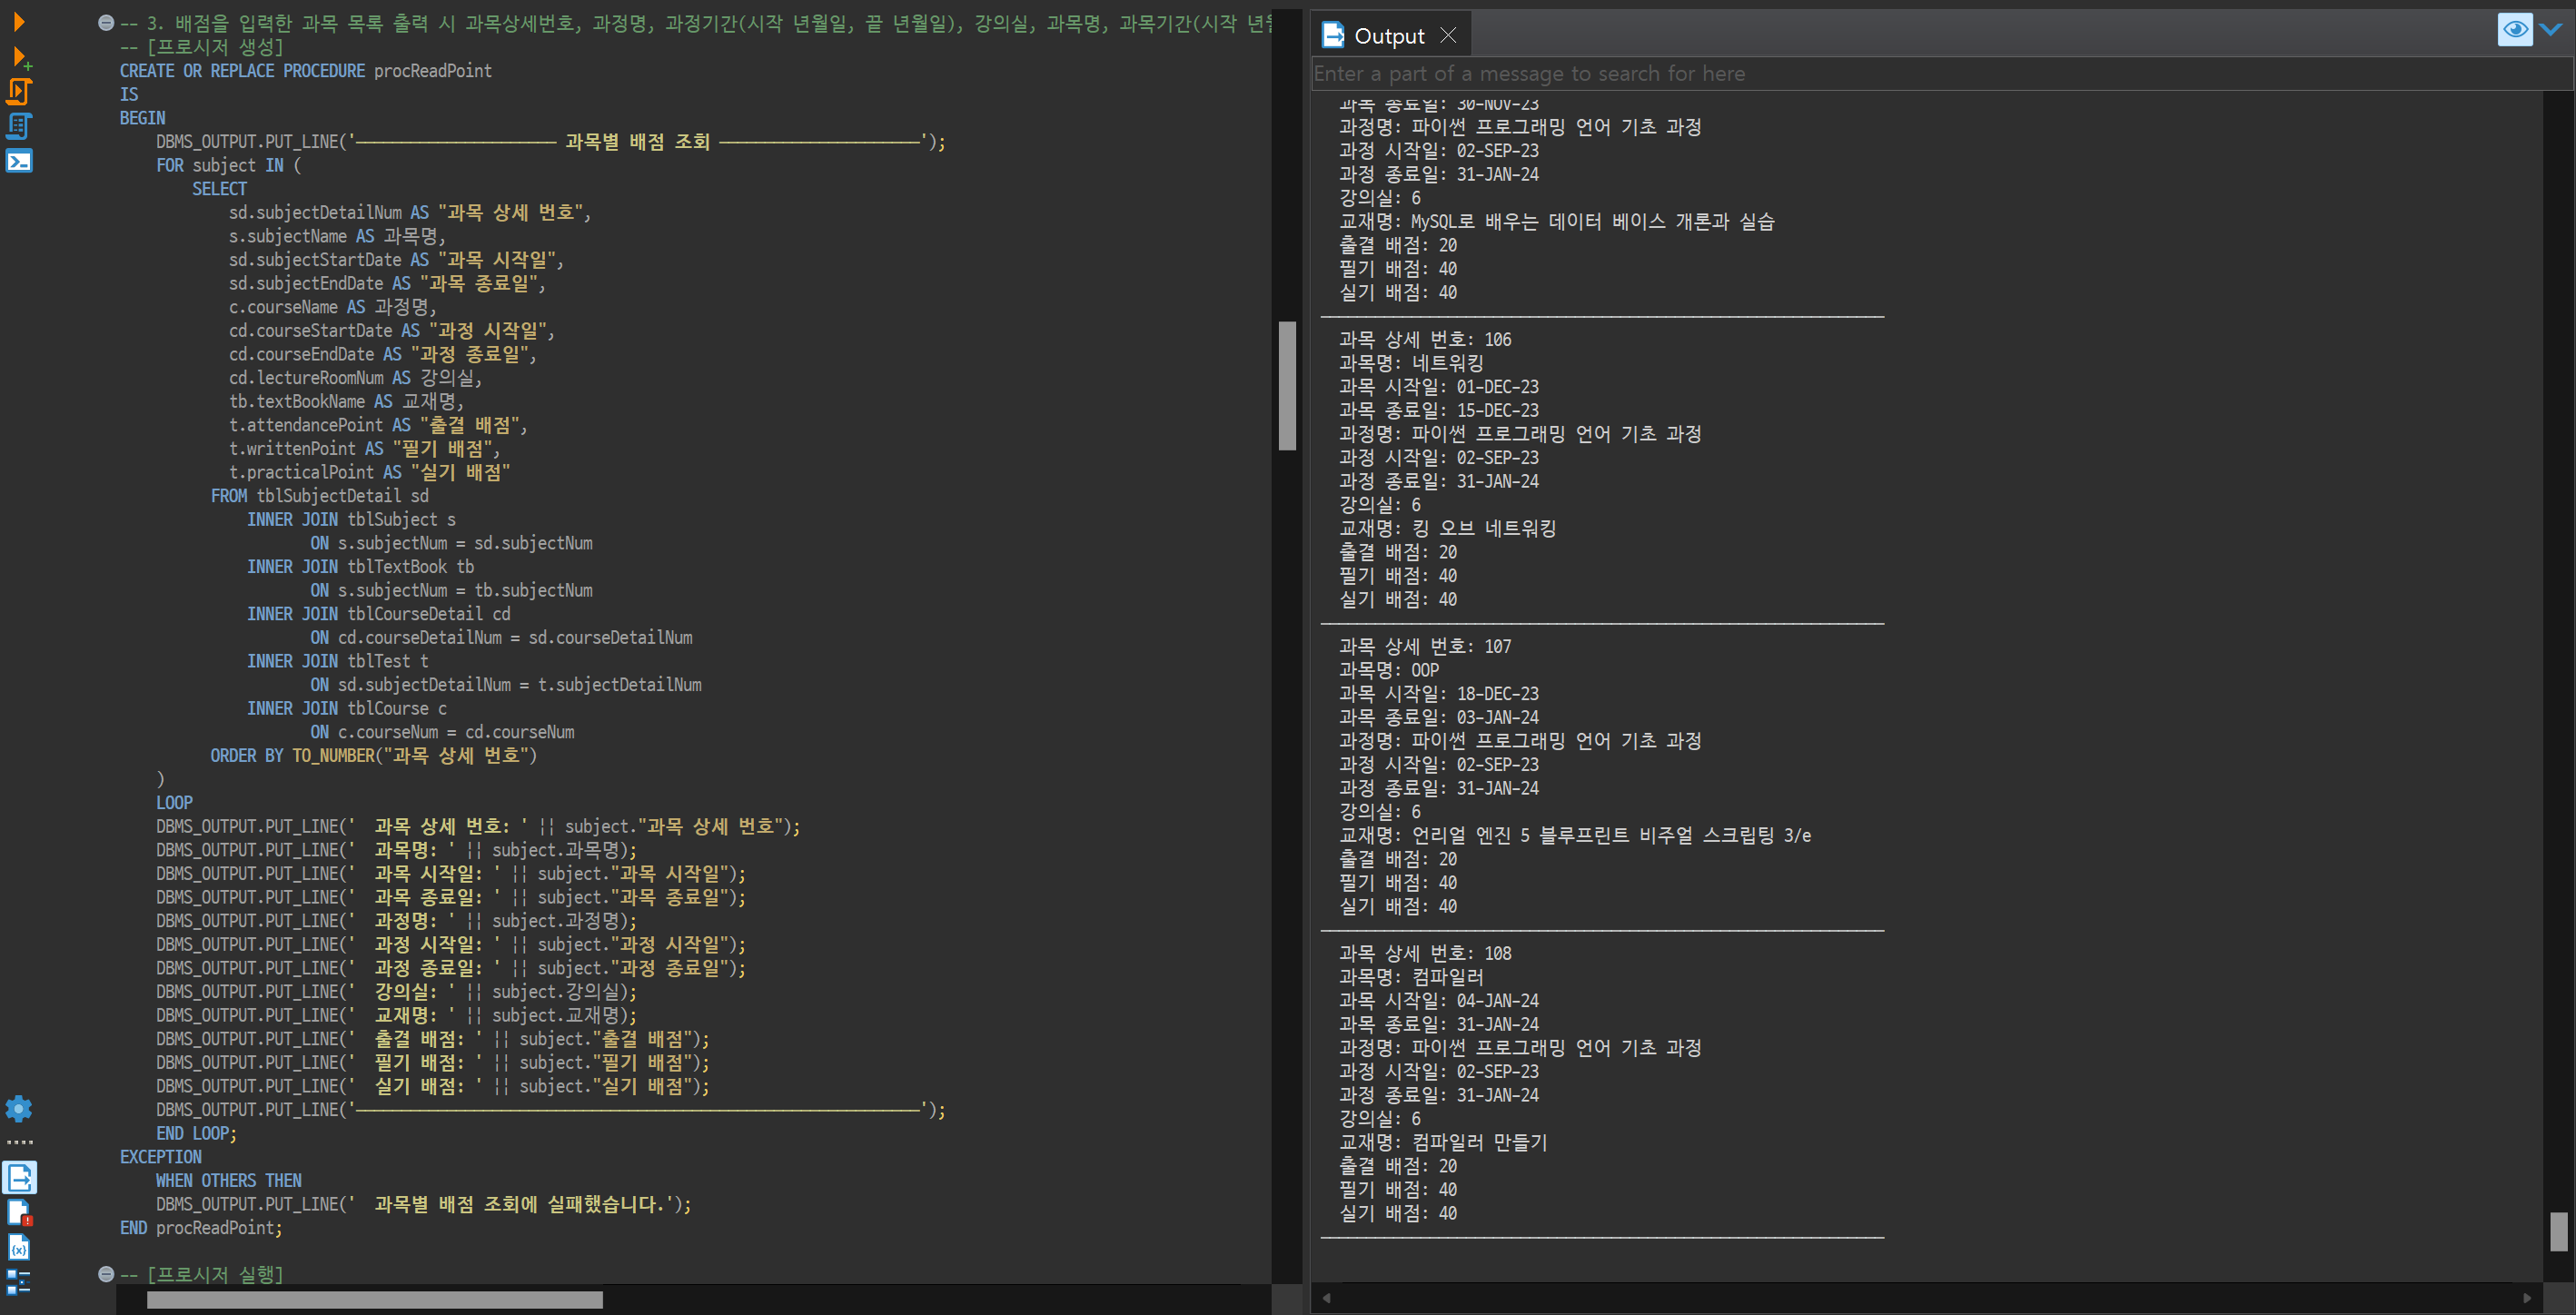 -- 3. 배점을 입력한 과목 목록 출력 시 과목상세번호, 과정명, 과정기간(시작 년월일, 끝 년월일), 강의실, 과목명, 과목기간(시작
-- [프로시저 생성]
CREATE OR REPLACE PROCEDURE procReadPoint
IS
BEGIN
DBMS_OUTPUT.PUT_LINE('────────────────────── 과목별 배점 조회 ──────────────────────');
FOR subject IN (
SELECT
sd.subjectDetailNum AS "과목 상세 번호",
s.subjectName AS 과목명,
sd.subjectStartDate AS "과목 시작일",
sd.subjectEndDate AS "과목 종료일",
c.courseName AS 과정명,
cd.courseStartDate AS "과정 시작일",
cd.courseEndDate AS "과정 종료일",
cd.lectureRoomNum AS 강의실,
tb.textBookName AS 교재명,
t.attendancePoint AS "출결 배점",
t.writtenPoint AS "필기 배점",
t.practicalPoint AS "실기 배점"
FROM tblSubjectDetail sd
INNER JOIN tblSubject s
ON s.subjectNum = sd.subjectNum
INNER JOIN tblTextBook tb
ON s.subjectNum = tb.subjectNum
INNER JOIN tblCourseDetail cd
ON cd.courseDetailNum = sd.courseDetailNum
INNER JOIN tblTest t
ON sd.subjectDetailNum = t.subjectDetailNum
INNER JOIN tblCourse c
ON c.courseNum = cd.courseNum
ORDER BY TO_NUMBER("과목 상세 번호")
)
LOOP
DBMS_OUTPUT.PUT_LINE('  과목 상세 번호: ' || subject."과목 상세 번호");
DBMS_OUTPUT.PUT_LINE('  과목명: ' || subject.과목명);
DBMS_OUTPUT.PUT_LINE('  과목 시작일: ' || subject."과목 시작일");
DBMS_OUTPUT.PUT_LINE('  과목 종료일: ' || subject."과목 종료일");
DBMS_OUTPUT.PUT_LINE('  과정명: ' || subject.과정명);
DBMS_OUTPUT.PUT_LINE('  과정 시작일: ' || subject."과정 시작일");
DBMS_OUTPUT.PUT_LINE('  과정 종료일: ' || subject."과정 종료일");
DBMS_OUTPUT.PUT_LINE('  강의실: ' || subject.강의실);
DBMS_OUTPUT.PUT_LINE('  교재명: ' || subject.교재명);
DBMS_OUTPUT.PUT_LINE('  출결 배점: ' || subject."출결 배점");
DBMS_OUTPUT.PUT_LINE('  필기 배점: ' || subject."필기 배점");
DBMS_OUTPUT.PUT_LINE('  실기 배점: ' || subject."실기 배점");
DBMS_OUTPUT.PUT_LINE('──────────────────────────────────────────────────────────────');
END LOOP;
EXCEPTION
WHEN OTHERS THEN
DBMS_OUTPUT.PUT_LINE('  과목별 배점 조회에 실패했습니다.');
END procReadPoint;
-- [프로시저 실행]
Output
Enter a part of a message to search for here
과목 종료일: 30-NOV-23
과정명: 파이썬 프로그래밍 언어 기초 과정
과정 시작일: 02-SEP-23
과정 종료일: 31-JAN-24
강의실: 6
교재명: MySQL로 배우는 데이터 베이스 개론과 실습
출결 배점: 20
필기 배점: 40
실기 배점: 40
과목 상세 번호: 106
과목명: 네트워킹
과목 시작일: 01-DEC-23
과목 종료일: 15-DEC-23
과정명: 파이썬 프로그래밍 언어 기초 과정
과정 시작일: 02-SEP-23
과정 종료일: 31-JAN-24
강의실: 6
교재명: 킹 오브 네트워킹
출결 배점: 20
필기 배점: 40
실기 배점: 40
과목 상세 번호: 107
과목명: OOP
과목 시작일: 18-DEC-23
과목 종료일: 03-JAN-24
과정명: 파이썬 프로그래밍 언어 기초 과정
과정 시작일: 02-SEP-23
과정 종료일: 31-JAN-24
강의실: 6
교재명: 언리얼 엔진 5 블루프린트 비주얼 스크립팅 3/e
출결 배점: 20
필기 배점: 40
실기 배점: 40
과목 상세 번호: 108
과목명: 컴파일러
과목 시작일: 04-JAN-24
과목 종료일: 31-JAN-24
과정명: 파이썬 프로그래밍 언어 기초 과정
과정 시작일: 02-SEP-23
과정 종료일: 31-JAN-24
강의실: 6
교재명: 컴파일러 만들기
출결 배점: 20
필기 배점: 40
실기 배점: 40